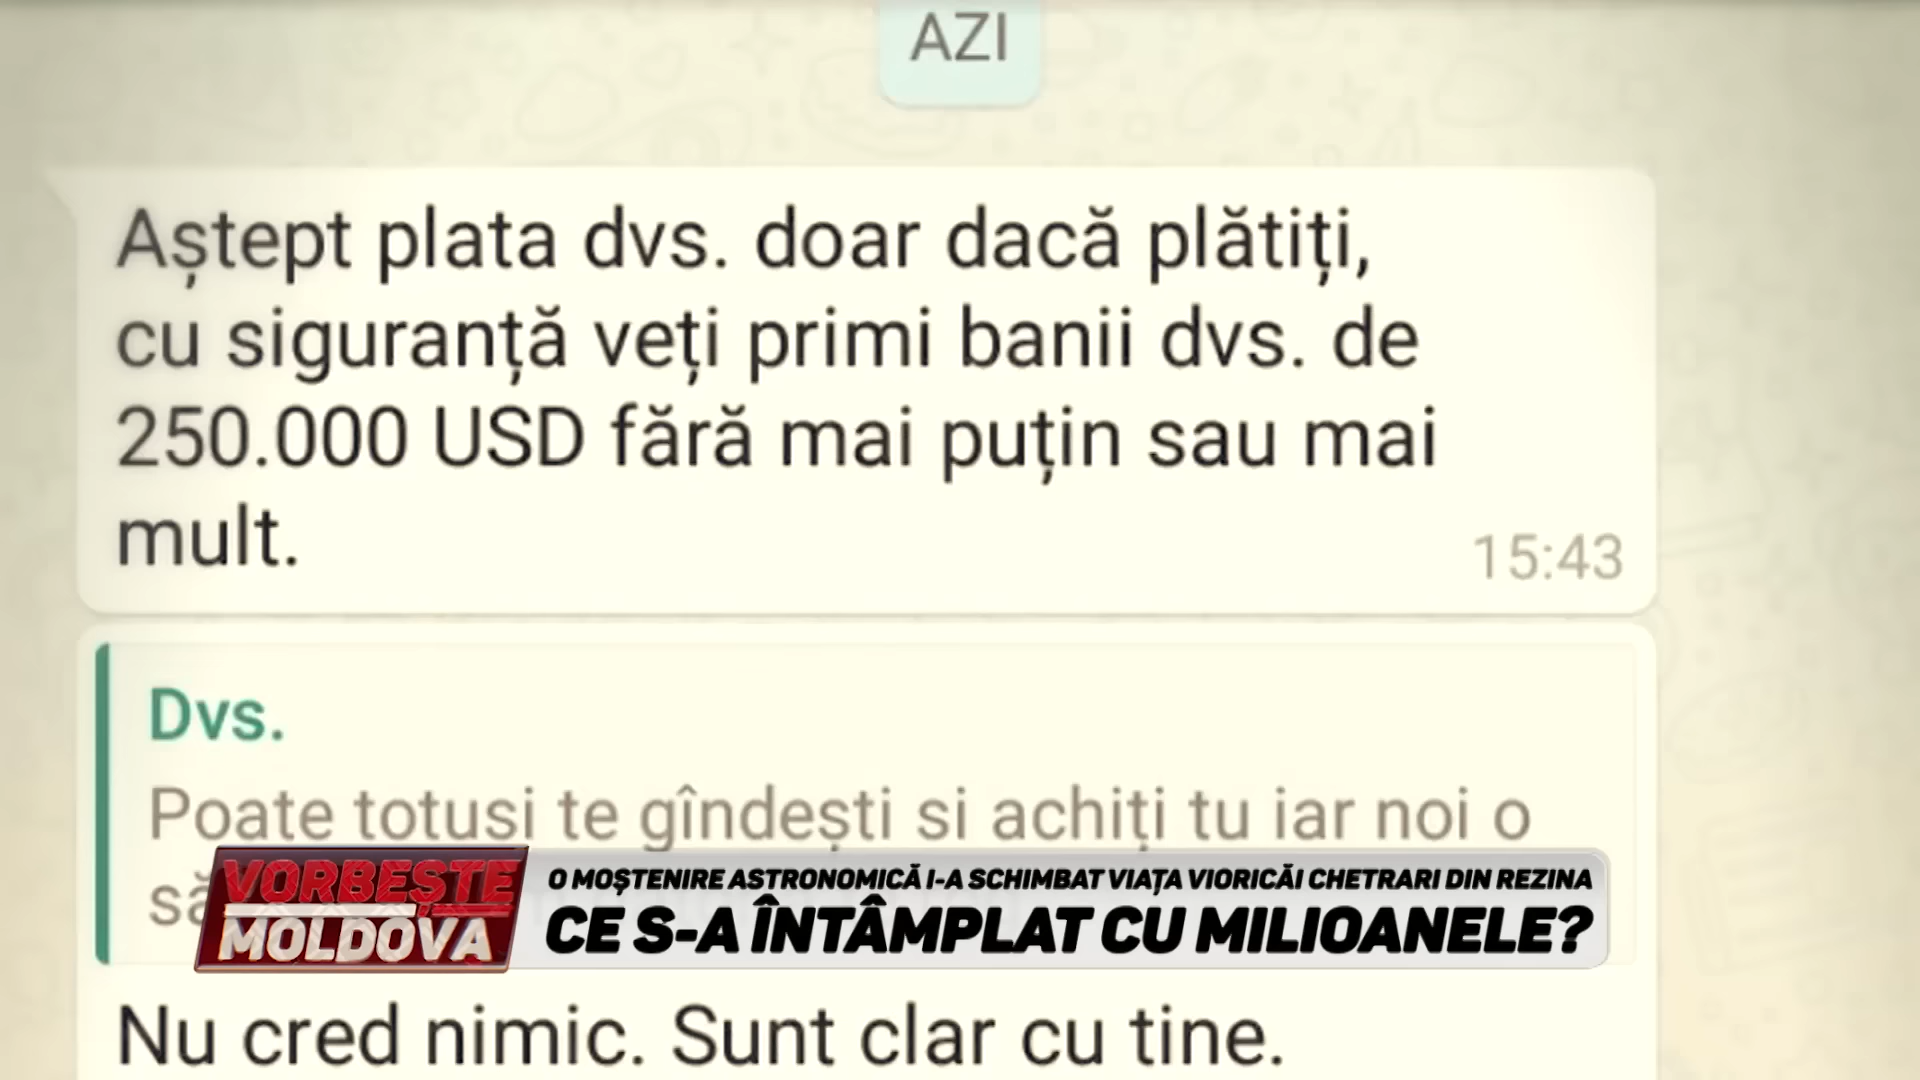 AZI
Aștept plata dvs. doar dacă plătiți,
cu siguranță veți primi banii dvs. de
250.000 USD fără mai puțin sau mai
mult.
15:43
Dvs.
Poate totusi te gîndești si achiți tu iar noi o
VORBEȘTE
MOLDOVA
O MOȘTENIRE ASTRONOMICĂ I-A SCHIMBAT VIAȚA VIORICĂI CHETRARI DIN REZINA
CE S-A ÎNTÂMPLAT CU MILIOANELE?
Nu cred nimic. Sunt clar cu tine.